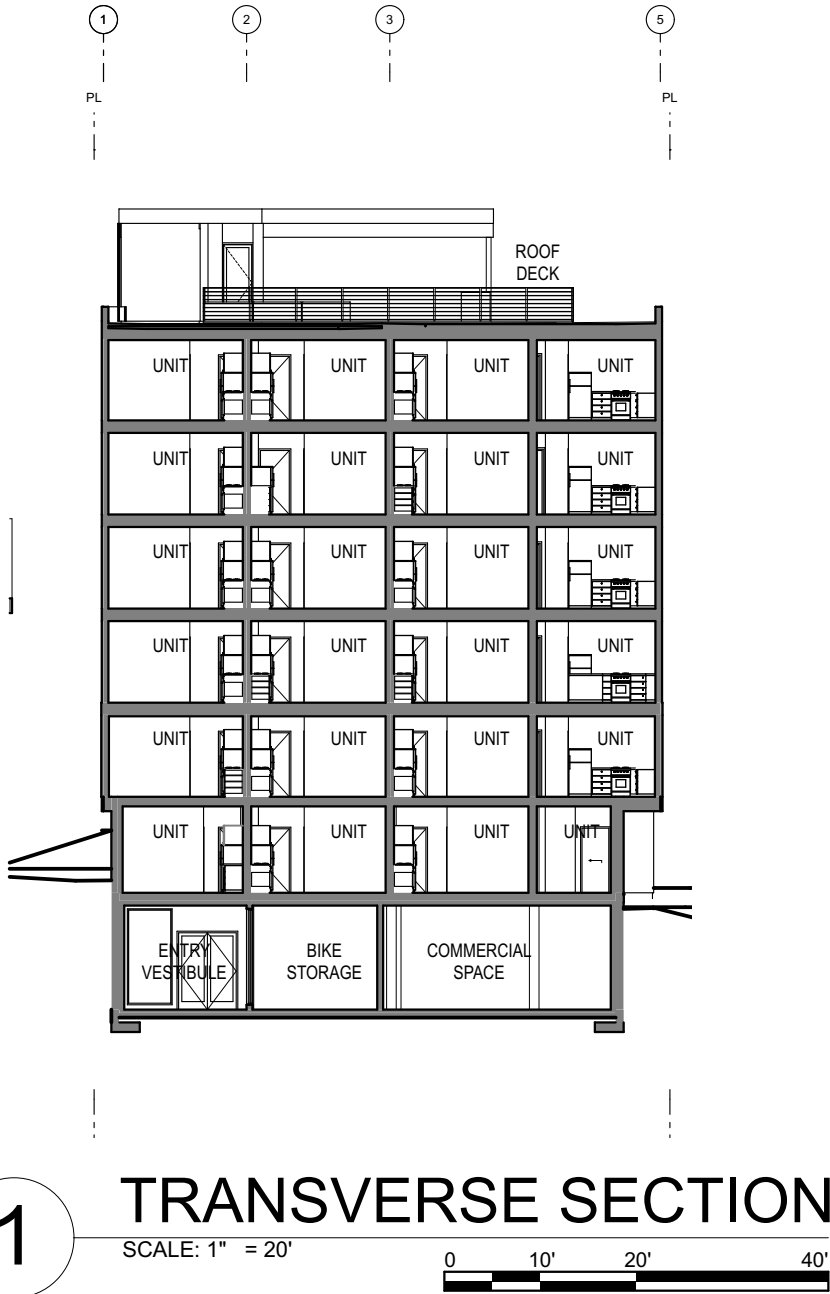 1 2 3 5
PL PL
ROOF
DECK
UNIT UNIT UNIT UNIT
UNIT UNIT UNIT UNIT
UNIT UNIT UNIT UNIT
UNIT UNIT UNIT UNIT
UNIT UNIT UNIT UNIT
UNIT UNIT UNIT UNIT
ENTRY BIKE COMMERCIAL
VESTIBULE STORAGE SPACE
1 TRANSVERSE SECTION
SCALE: 1" = 20'
0 10' 20' 40'